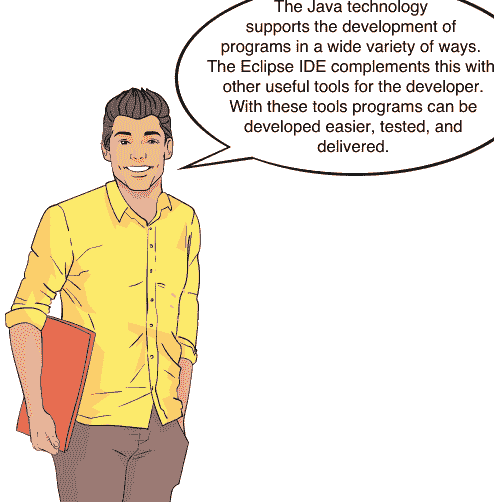 The Java technology
supports the development of
programs in a wide variety of ways.
The Eclipse IDE complements this with
other useful tools for the developer.
With these tools programs can be
developed easier, tested, and
delivered.